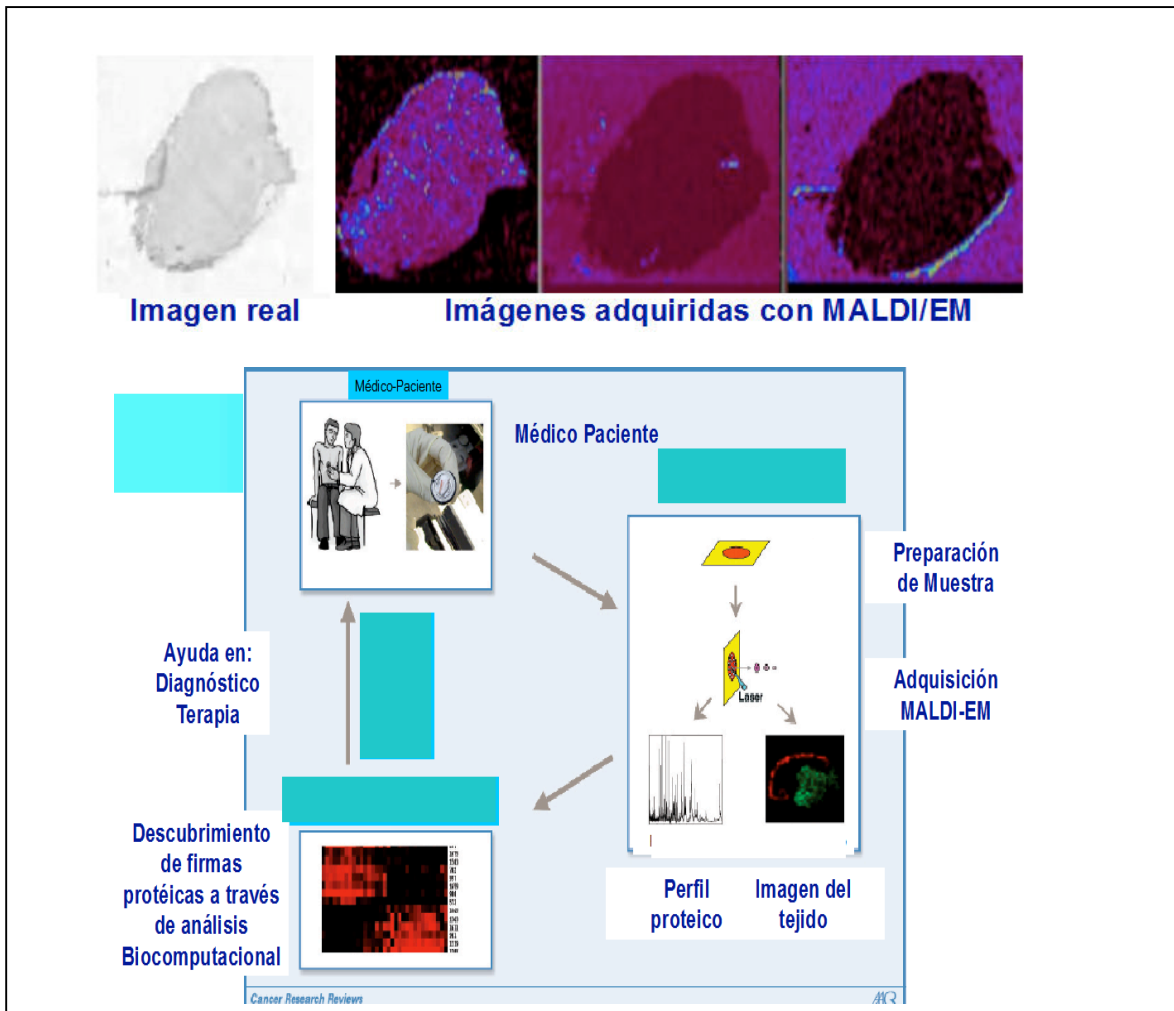 Imagen real
Imágenes adquiridas con MALDI/EM
Médico-Paciente
Médico Paciente
Preparación
de Muestra
Laser
Adquisición
MALDI-EM
Ayuda en:
Diagnóstico
Terapia
Descubrimiento
de firmas
protéicas a través
de análisis
Biocomputacional
Perfil
proteico
Imagen del
tejido
Cancer Research Reviews